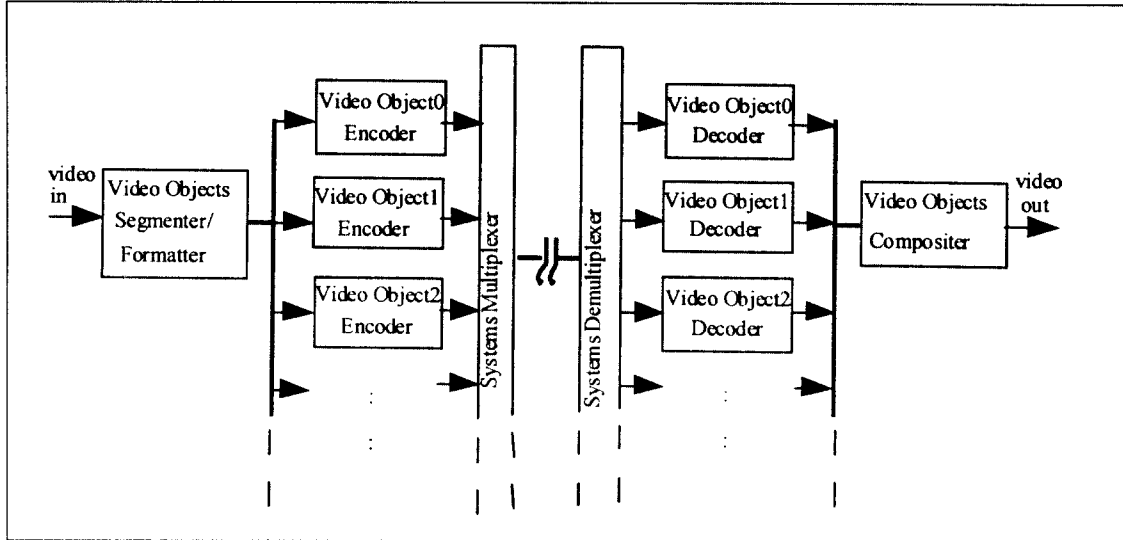 video
in
Video Objects
Segmenter/
Formatter
Video Object0
Encoder
Video Object1
Encoder
Video Object2
Encoder
:
:
Systems Multiplexer
Systems Demultiplexer
Video Object0
Decoder
Video Object1
Decoder
Video Object2
Decoder
:
:
Video Objects
Compositer
video
out